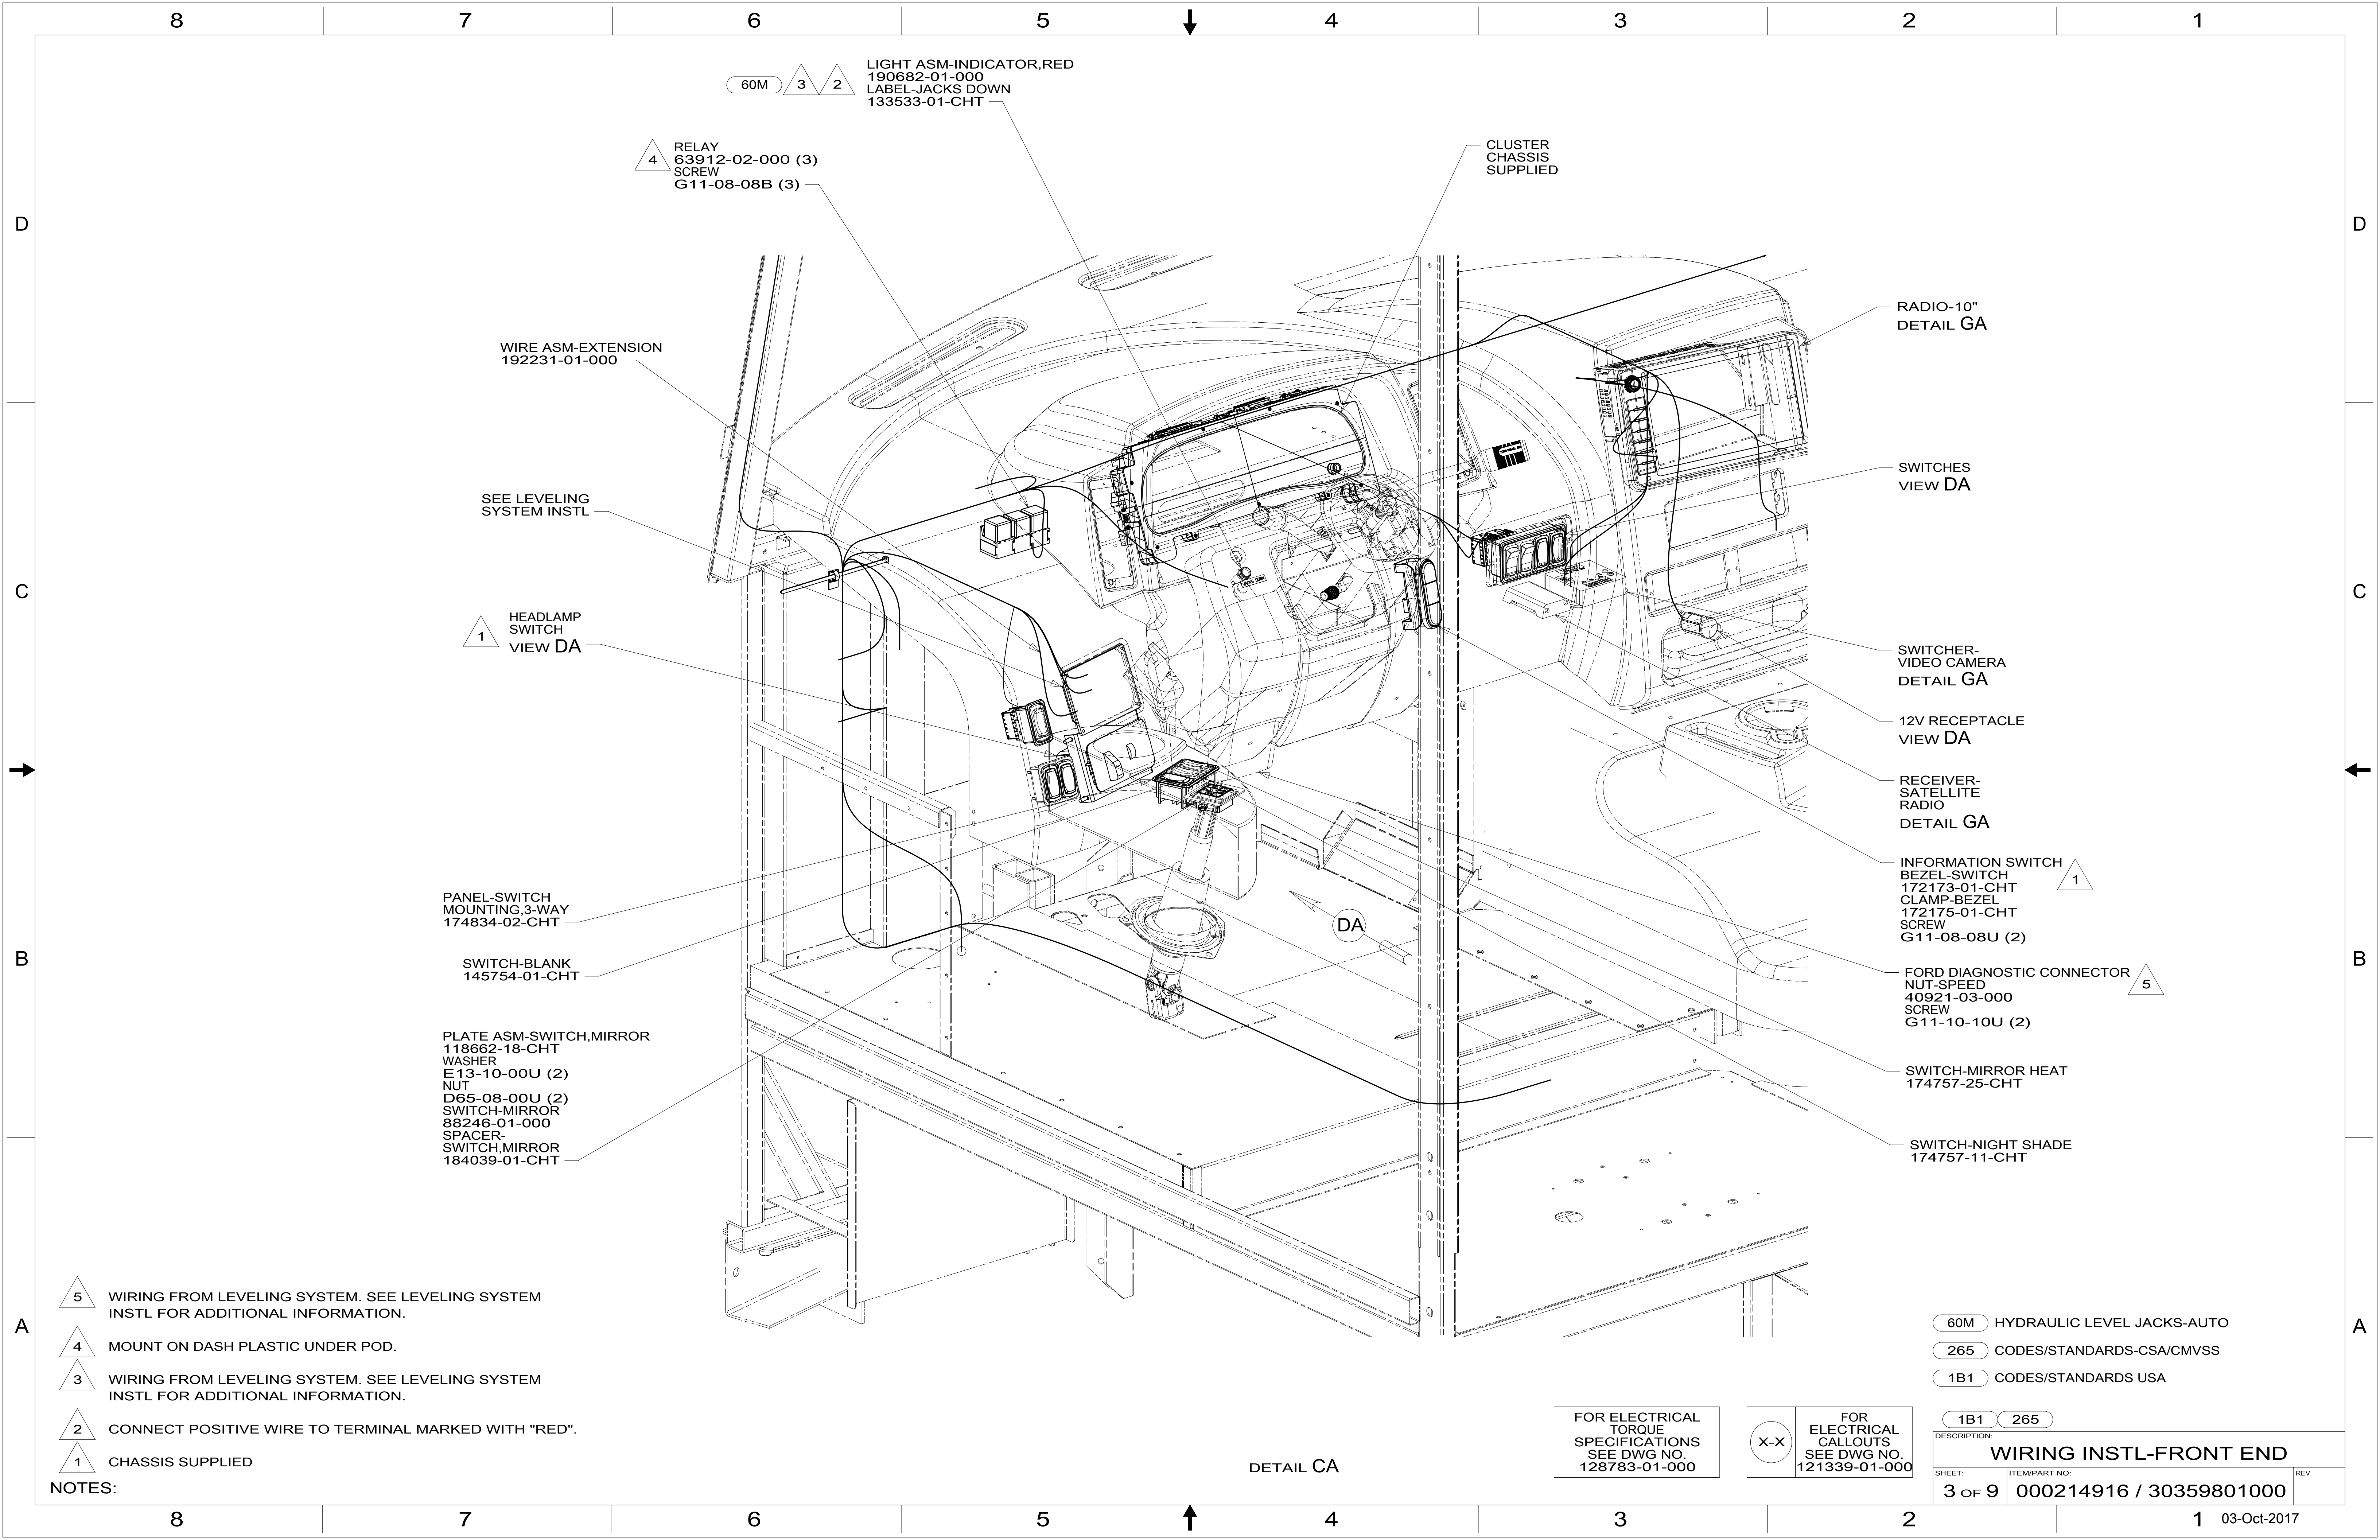 8 7 6 5 4 3 2 1
60M 3 2
LIGHT ASM-INDICATOR,RED
190682-01-000
LABEL-JACKS DOWN
133533-01-CHT
4
RELAY
63912-02-000 (3)
SCREW
G11-08-08B (3)
CLUSTER
CHASSIS
SUPPLIED
D
D
RADIO-10"
DETAIL GA
WIRE ASM-EXTENSION
192231-01-000
SWITCHES
VIEW DA
SEE LEVELING
SYSTEM INSTL
C
C
1
HEADLAMP
SWITCH
VIEW DA
SWITCHER-
VIDEO CAMERA
DETAIL GA
12V RECEPTACLE
VIEW DA
RECEIVER-
SATELLITE
RADIO
DETAIL GA
INFORMATION SWITCH
BEZEL-SWITCH
172173-01-CHT
CLAMP-BEZEL
172175-01-CHT
SCREW
G11-08-08U (2)
1
PANEL-SWITCH
MOUNTING,3-WAY
174834-02-CHT
DA
B
B
SWITCH-BLANK
145754-01-CHT
FORD DIAGNOSTIC CONNECTOR
NUT-SPEED
40921-03-000
SCREW
G11-10-10U (2)
5
PLATE ASM-SWITCH,MIRROR
118662-18-CHT
WASHER
E13-10-00U (2)
NUT
D65-08-00U (2)
SWITCH-MIRROR
88246-01-000
SPACER-
SWITCH,MIRROR
184039-01-CHT
SWITCH-MIRROR HEAT
174757-25-CHT
SWITCH-NIGHT SHADE
174757-11-CHT
A
A
5 WIRING FROM LEVELING SYSTEM. SEE LEVELING SYSTEM
INSTL FOR ADDITIONAL INFORMATION.
4 MOUNT ON DASH PLASTIC UNDER POD.
3 WIRING FROM LEVELING SYSTEM. SEE LEVELING SYSTEM
INSTL FOR ADDITIONAL INFORMATION.
2 CONNECT POSITIVE WIRE TO TERMINAL MARKED WITH "RED".
1 CHASSIS SUPPLIED
NOTES:
DETAIL CA
FOR ELECTRICAL
TORQUE
SPECIFICATIONS
SEE DWG NO.
128783-01-000
X-X
FOR
ELECTRICAL
CALLOUTS
SEE DWG NO.
121339-01-000
60M HYDRAULIC LEVEL JACKS-AUTO
265 CODES/STANDARDS-CSA/CMVSS
1B1 CODES/STANDARDS USA
1B1 265
DESCRIPTION:
WIRING INSTL-FRONT END
SHEET:
3 OF 9
ITEM/PART NO:
000214916 / 30359801000
REV
8 7 6 5 4 3 2 1
03-Oct-2017